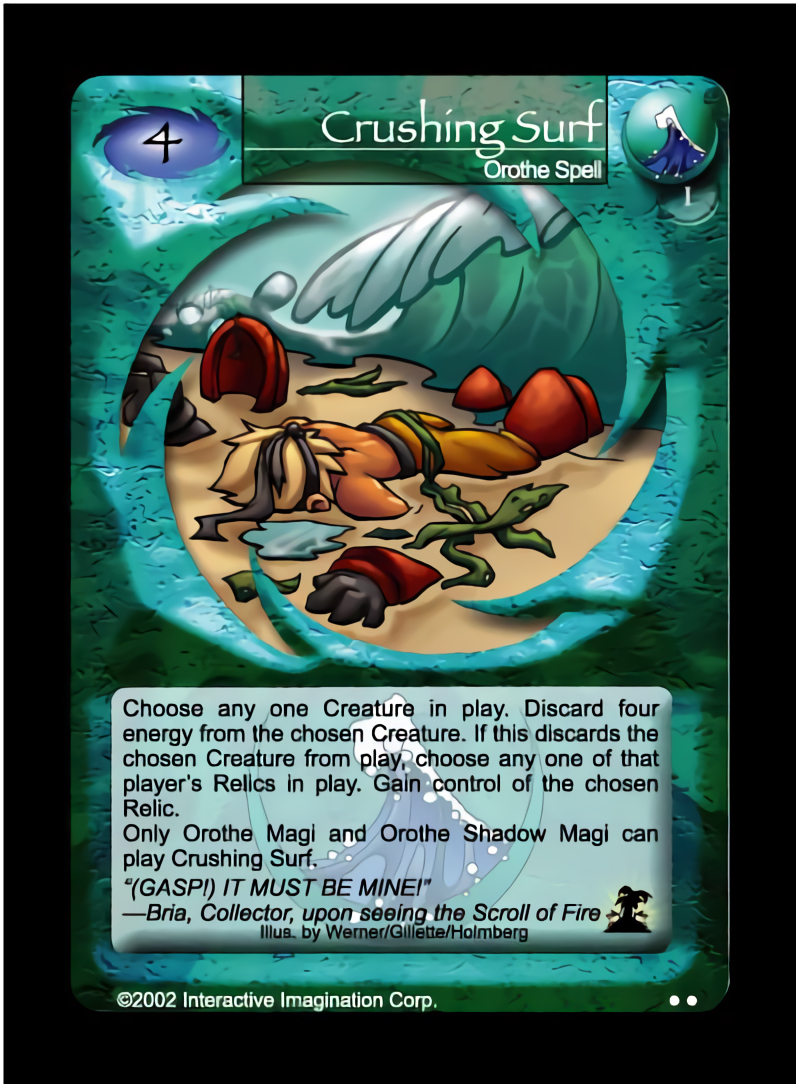 4
Crushing Surf
Orothe Spell
1
Choose any one Creature in play. Discard four
energy from the chosen Creature. If this discards the
chosen Creature from play, choose any one of that
player's Relics in play. Gain control of the chosen
Relic.
Only Orothe Magi and Orothe Shadow Magi can
play Crushing Surf.
"(GASP!) IT MUST BE MINE!"
—Bria, Collector, upon seeing the Scroll of Fire
Illus. by Werner/Gillette/Holmberg
©2002 Interactive Imagination Corp.